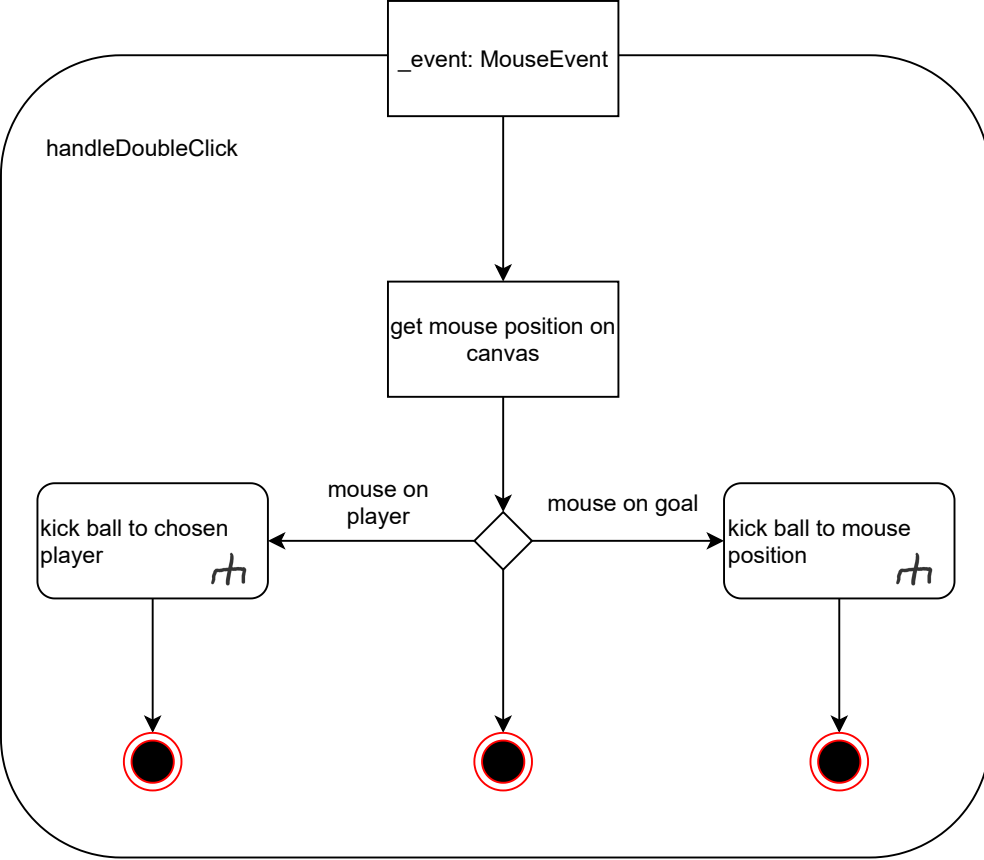 _event: MouseEvent
handleDoubleClick
get mouse position on
canvas
mouse on
player
mouse on goal
kick ball to chosen
player
kick ball to mouse
position